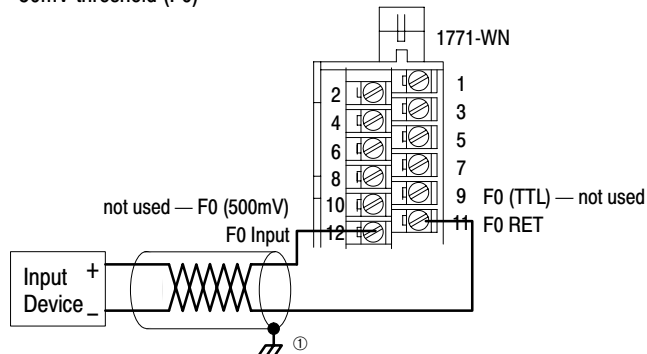 50mV threshold (F0)
1771-WN
1
2
3
4
5
6
7
8
9 F0 (TTL) — not used
not used — F0 (500mV)
10
11 F0 RET
F0 Input
12
Input
Device
+
–
①